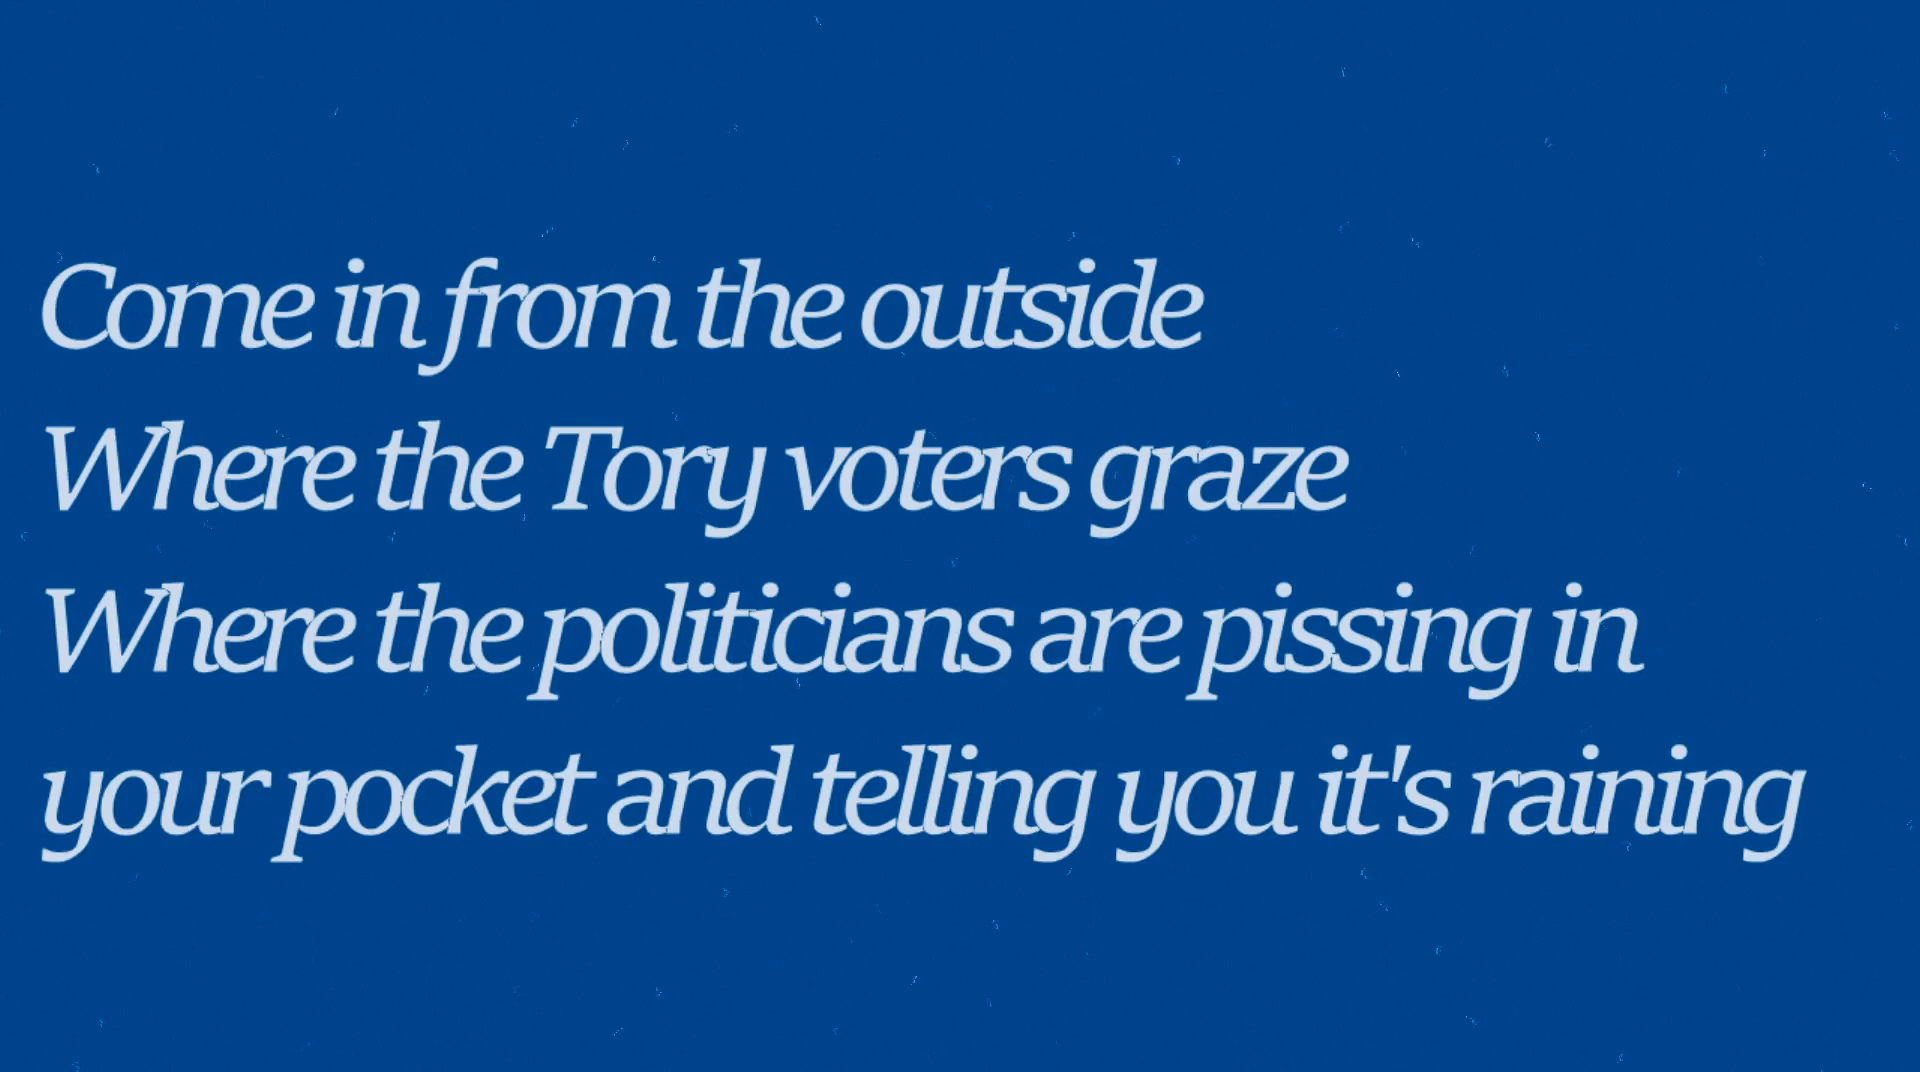 Come in from the outside
Where the Tory voters graze
Where the politicians are pissing in
your pocket and telling you it's raining